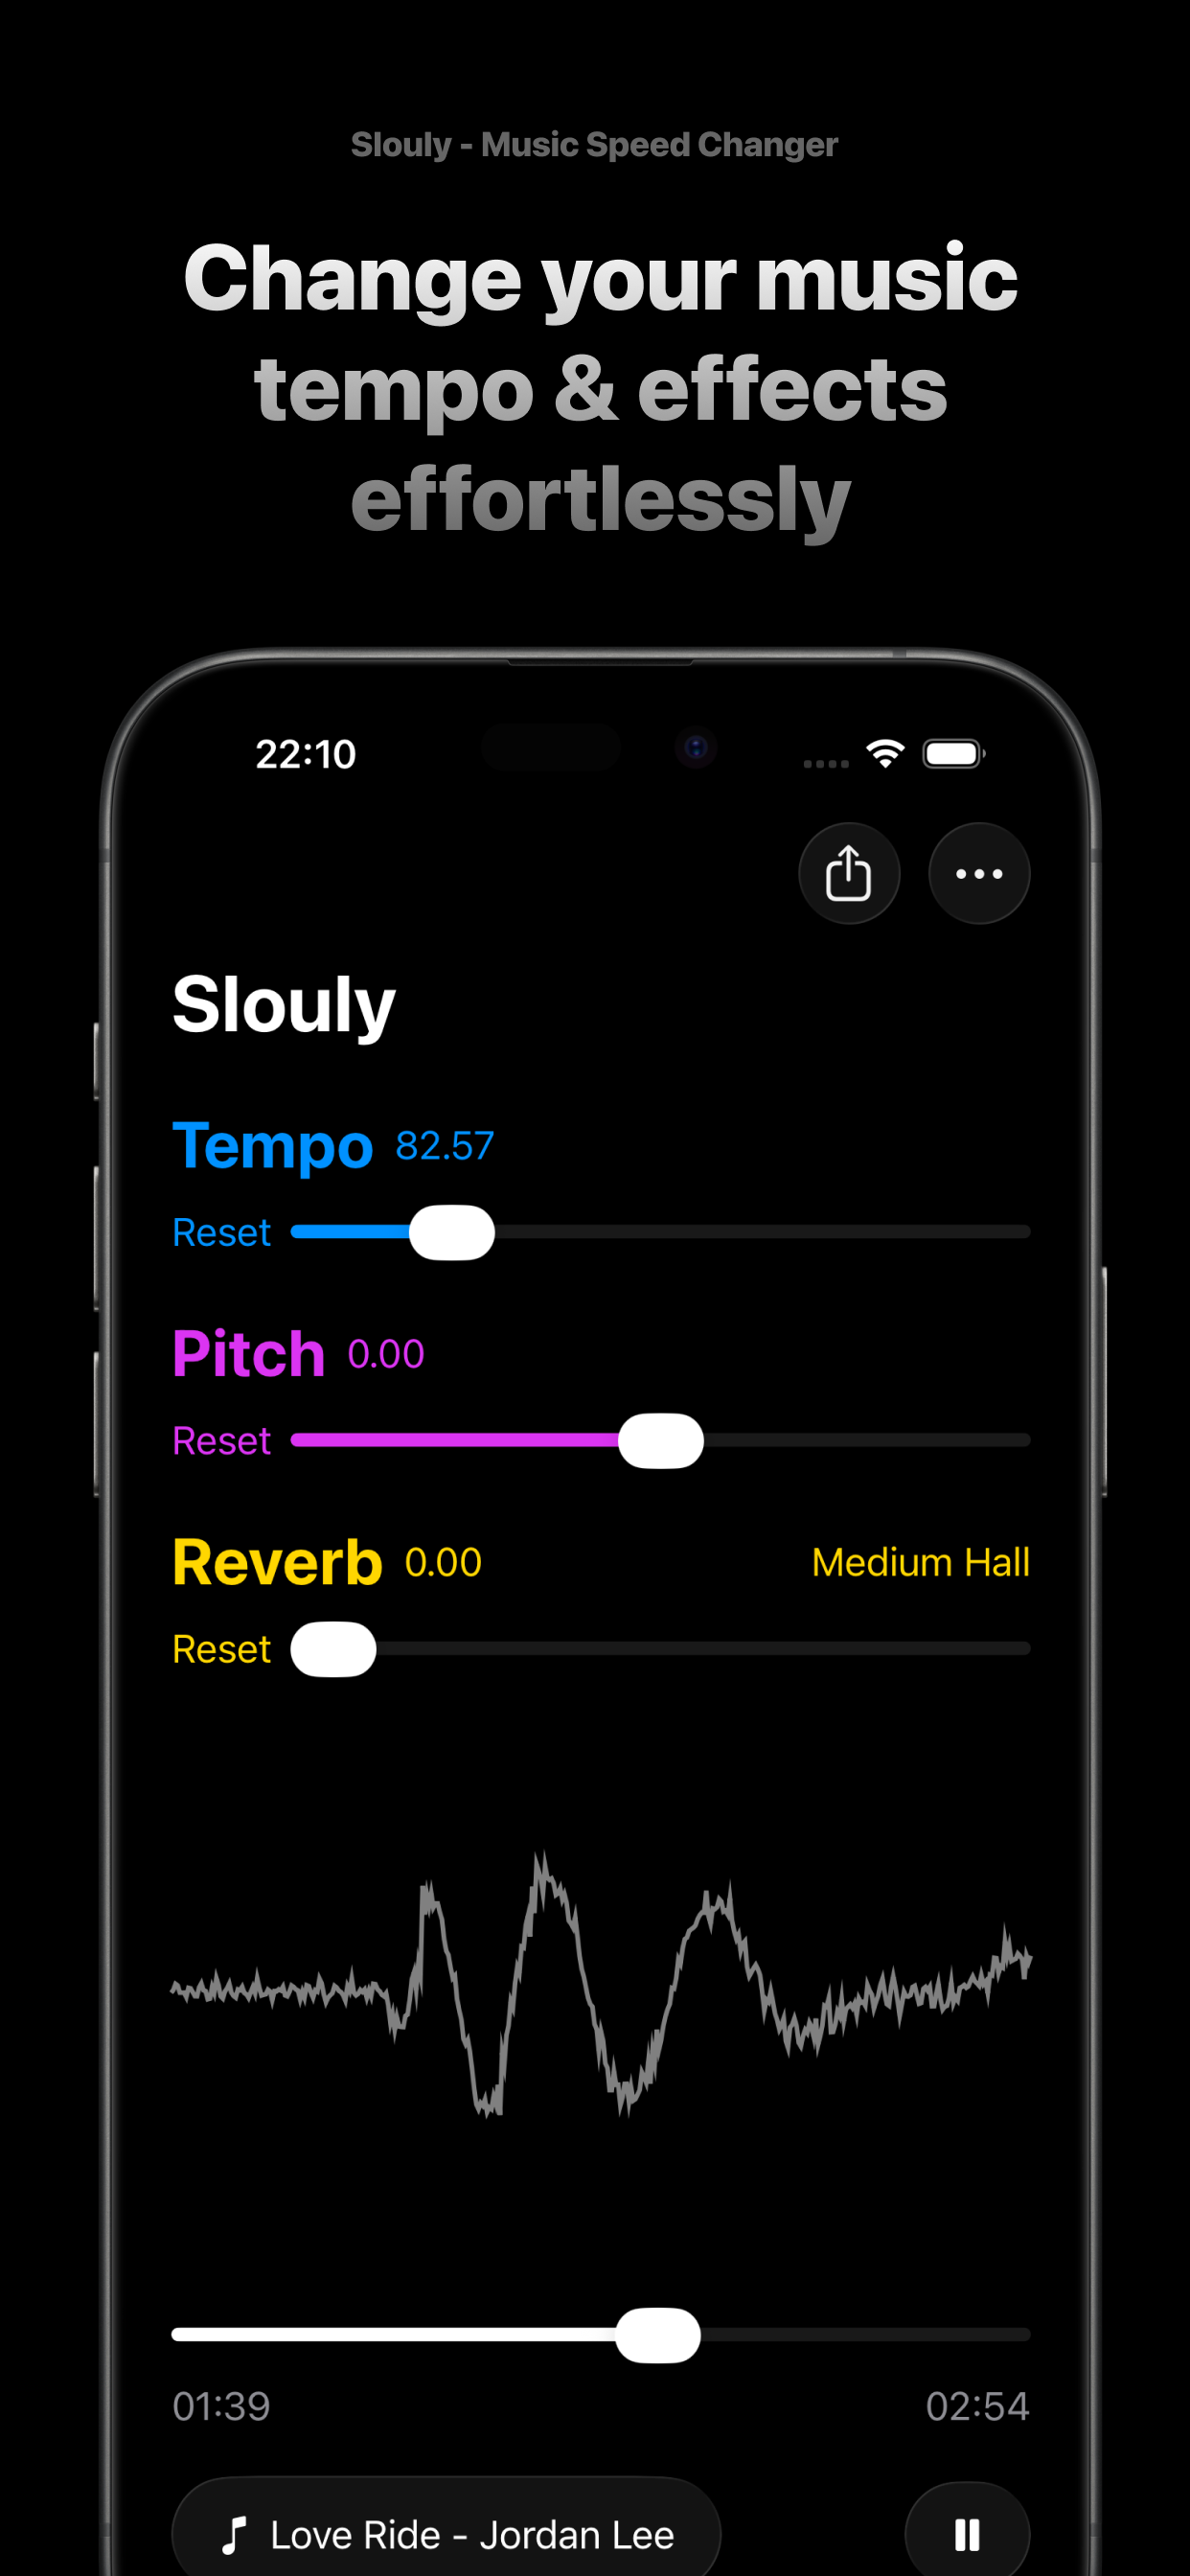 Slouly - Music Speed Changer
Change your music
tempo & effects
effortlessly
22:10
Slouly
Tempo 82.57
Reset
Pitch 0.00
Reset
Reverb 0.00 Medium Hall
Reset
01:39 02:54
Love Ride - Jordan Lee